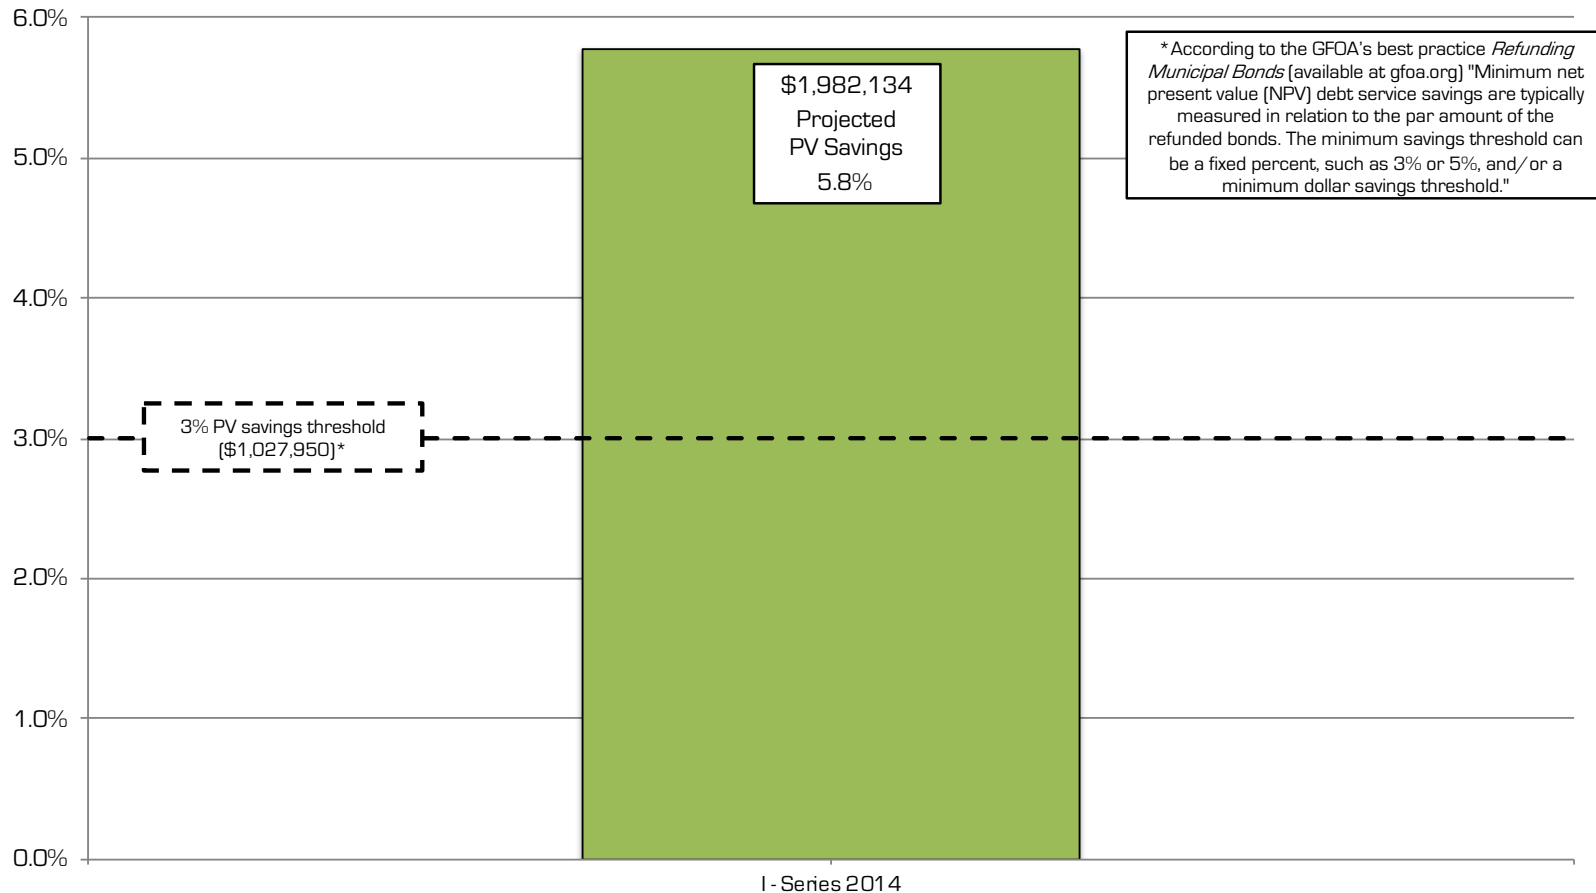 6.0%
5.0%
4.0%
3.0%
2.0%
1.0%
0.0%
$1,982,134
Projected
PV Savings
5.8%
*According to the GFOA's best practice Refunding
Municipal Bonds (available at gfoa.org) "Minimum net
present value (NPV) debt service savings are typically
measured in relation to the par amount of the
refunded bonds. The minimum savings threshold can
be a fixed percent, such as 3% or 5%, and/or a
minimum dollar savings threshold."
3% PV savings threshold
($1,027,950)*
I - Series 2014